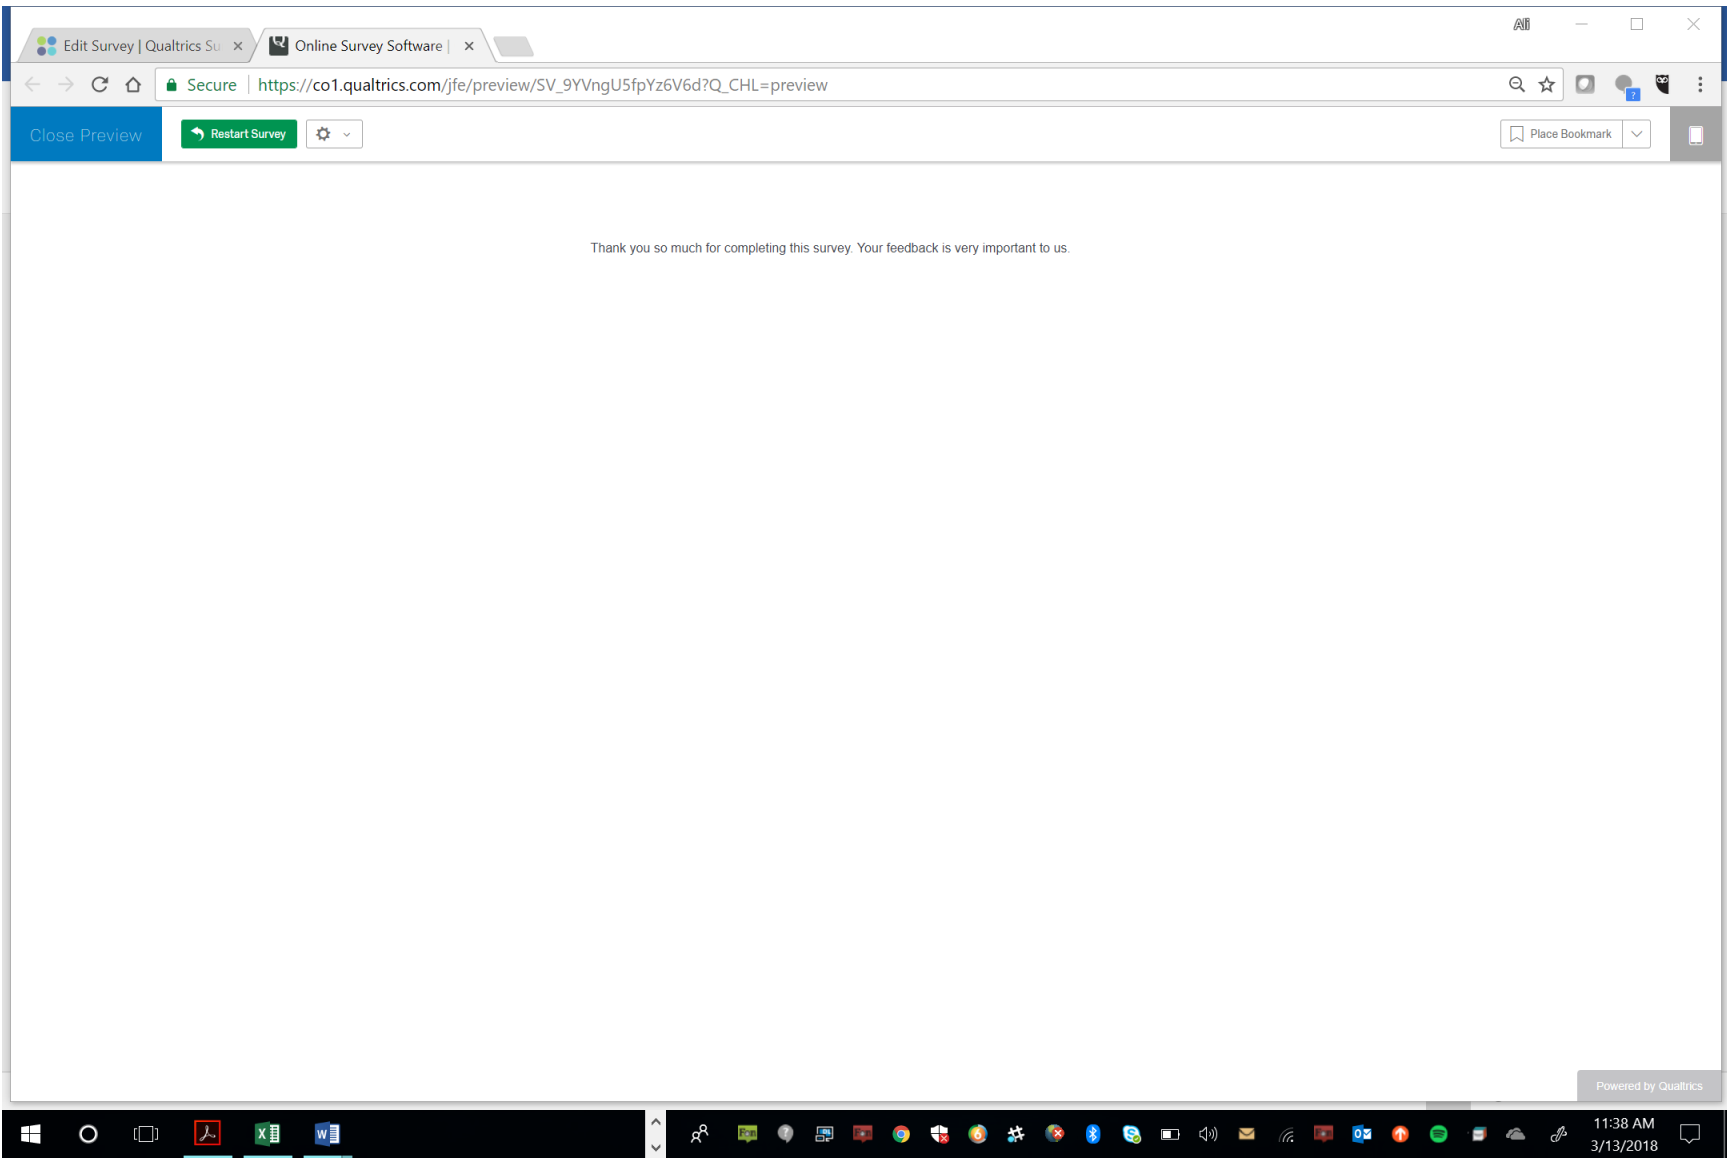 Ali
Edit Survey | Qualtrics Su
Online Survey Software |
Secure
https://co1.qualtrics.com/jfe/preview/SV_9YVngU5fpYz6V6d?Q_CHL=preview
?
Close Preview
Restart Survey
Place Bookmark
Thank you so much for completing this survey. Your feedback is very important to us.
Powered by Qualtrics
11:38 AM
3/13/2018